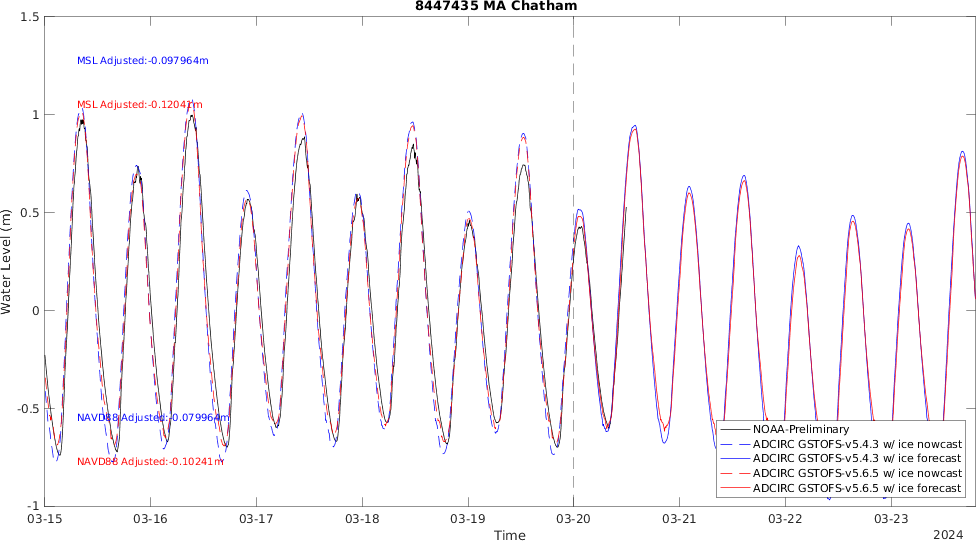 8447435 MA Chatham
1.5
MSL Adjusted:-0.097964m
MSL Adjusted:-0.12041m
1
0.5
Water Level (m)
0
-0.5
NAVD88 Adjusted:-0.079964m
NAVD88 Adjusted:-0.10241m
-1
NOAA-Preliminary
ADCIRC GSTOFS-v5.4.3 w/ ice nowcast
ADCIRC GSTOFS-v5.4.3 w/ ice forecast
ADCIRC GSTOFS-v5.6.5 w/ ice nowcast
ADCIRC GSTOFS-v5.6.5 w/ ice forecast
03-15 03-16 03-17 03-18 03-19 03-20 03-21 03-22 03-23
Time
2024